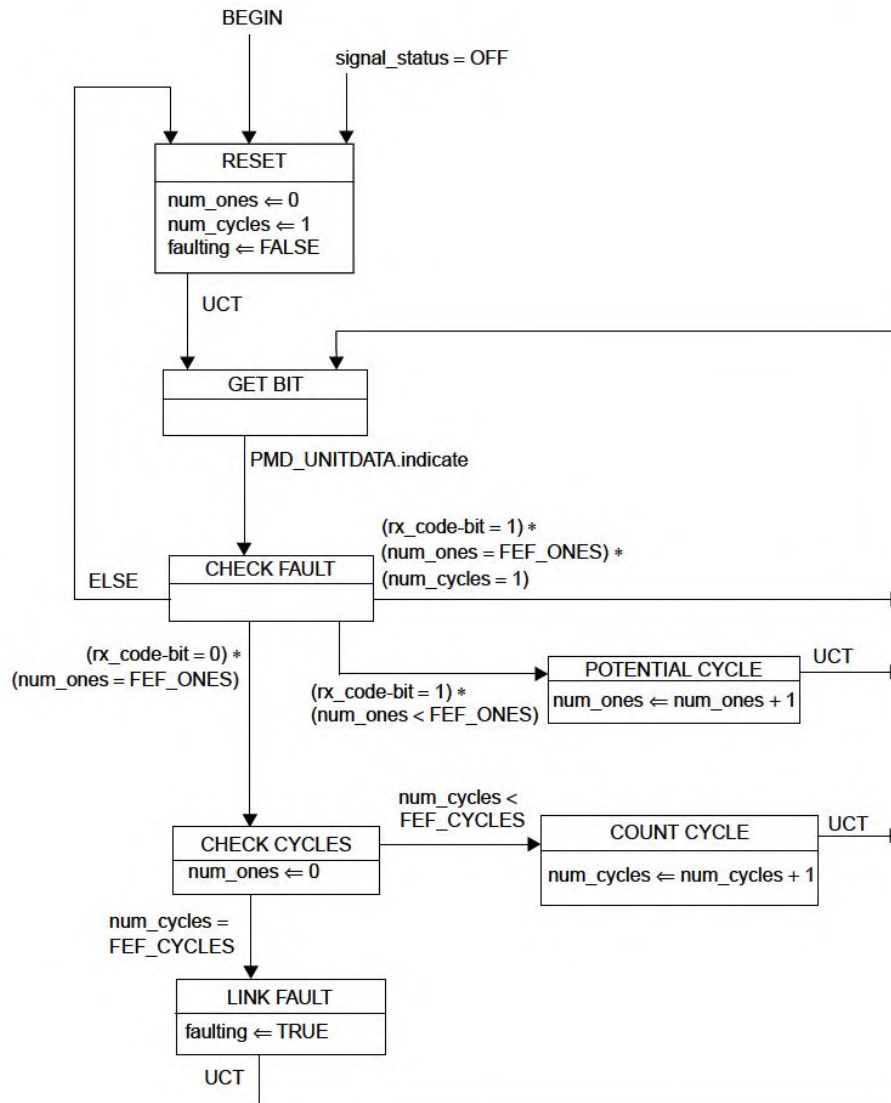 BEGIN
signal_status = OFF
RESET
num_ones ⇐ 0
num_cycles ⇐ 1
faulting ⇐ FALSE
UCT
GET BIT
PMD_UNITDATA.indicate
(rx_code-bit = 1) *
(num_ones = FEF_ONES) *
(num_cycles = 1)
CHECK FAULT
ELSE
(rx_code-bit = 0) *
(num_ones = FEF_ONES)
(rx_code-bit = 1) *
(num_ones < FEF_ONES)
POTENTIAL CYCLE
num_ones ⇐ num_ones + 1
UCT
CHECK CYCLES
num_ones ⇐ 0
num_cycles <
FEF_CYCLES
COUNT CYCLE
num_cycles ⇐ num_cycles + 1
UCT
num_cycles =
FEF_CYCLES
LINK FAULT
faulting ⇐ TRUE
UCT